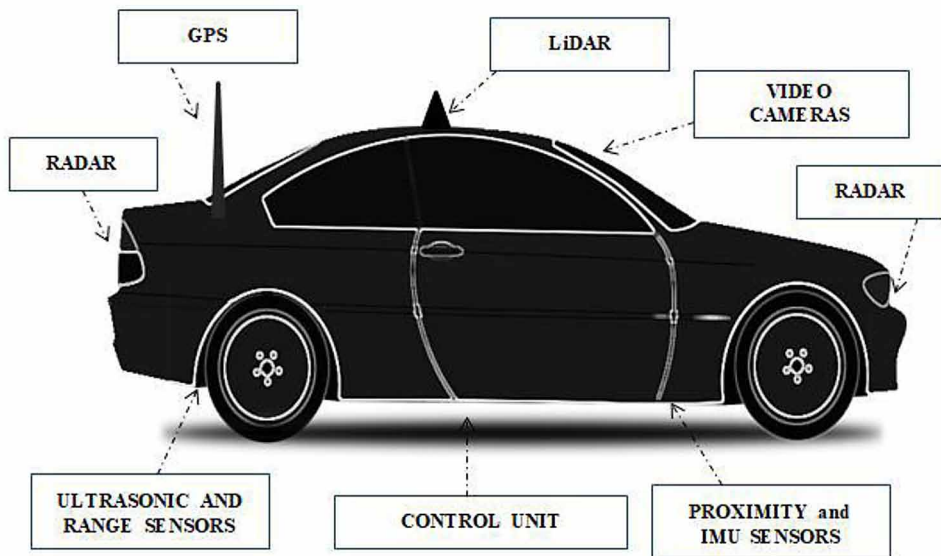 GPS
LiDAR
VIDEO
CAMERAS
RADAR
RADAR
ULTRASONIC AND
RANGE SENSORS
CONTROL UNIT
PROXIMITY and
IMU SENSORS